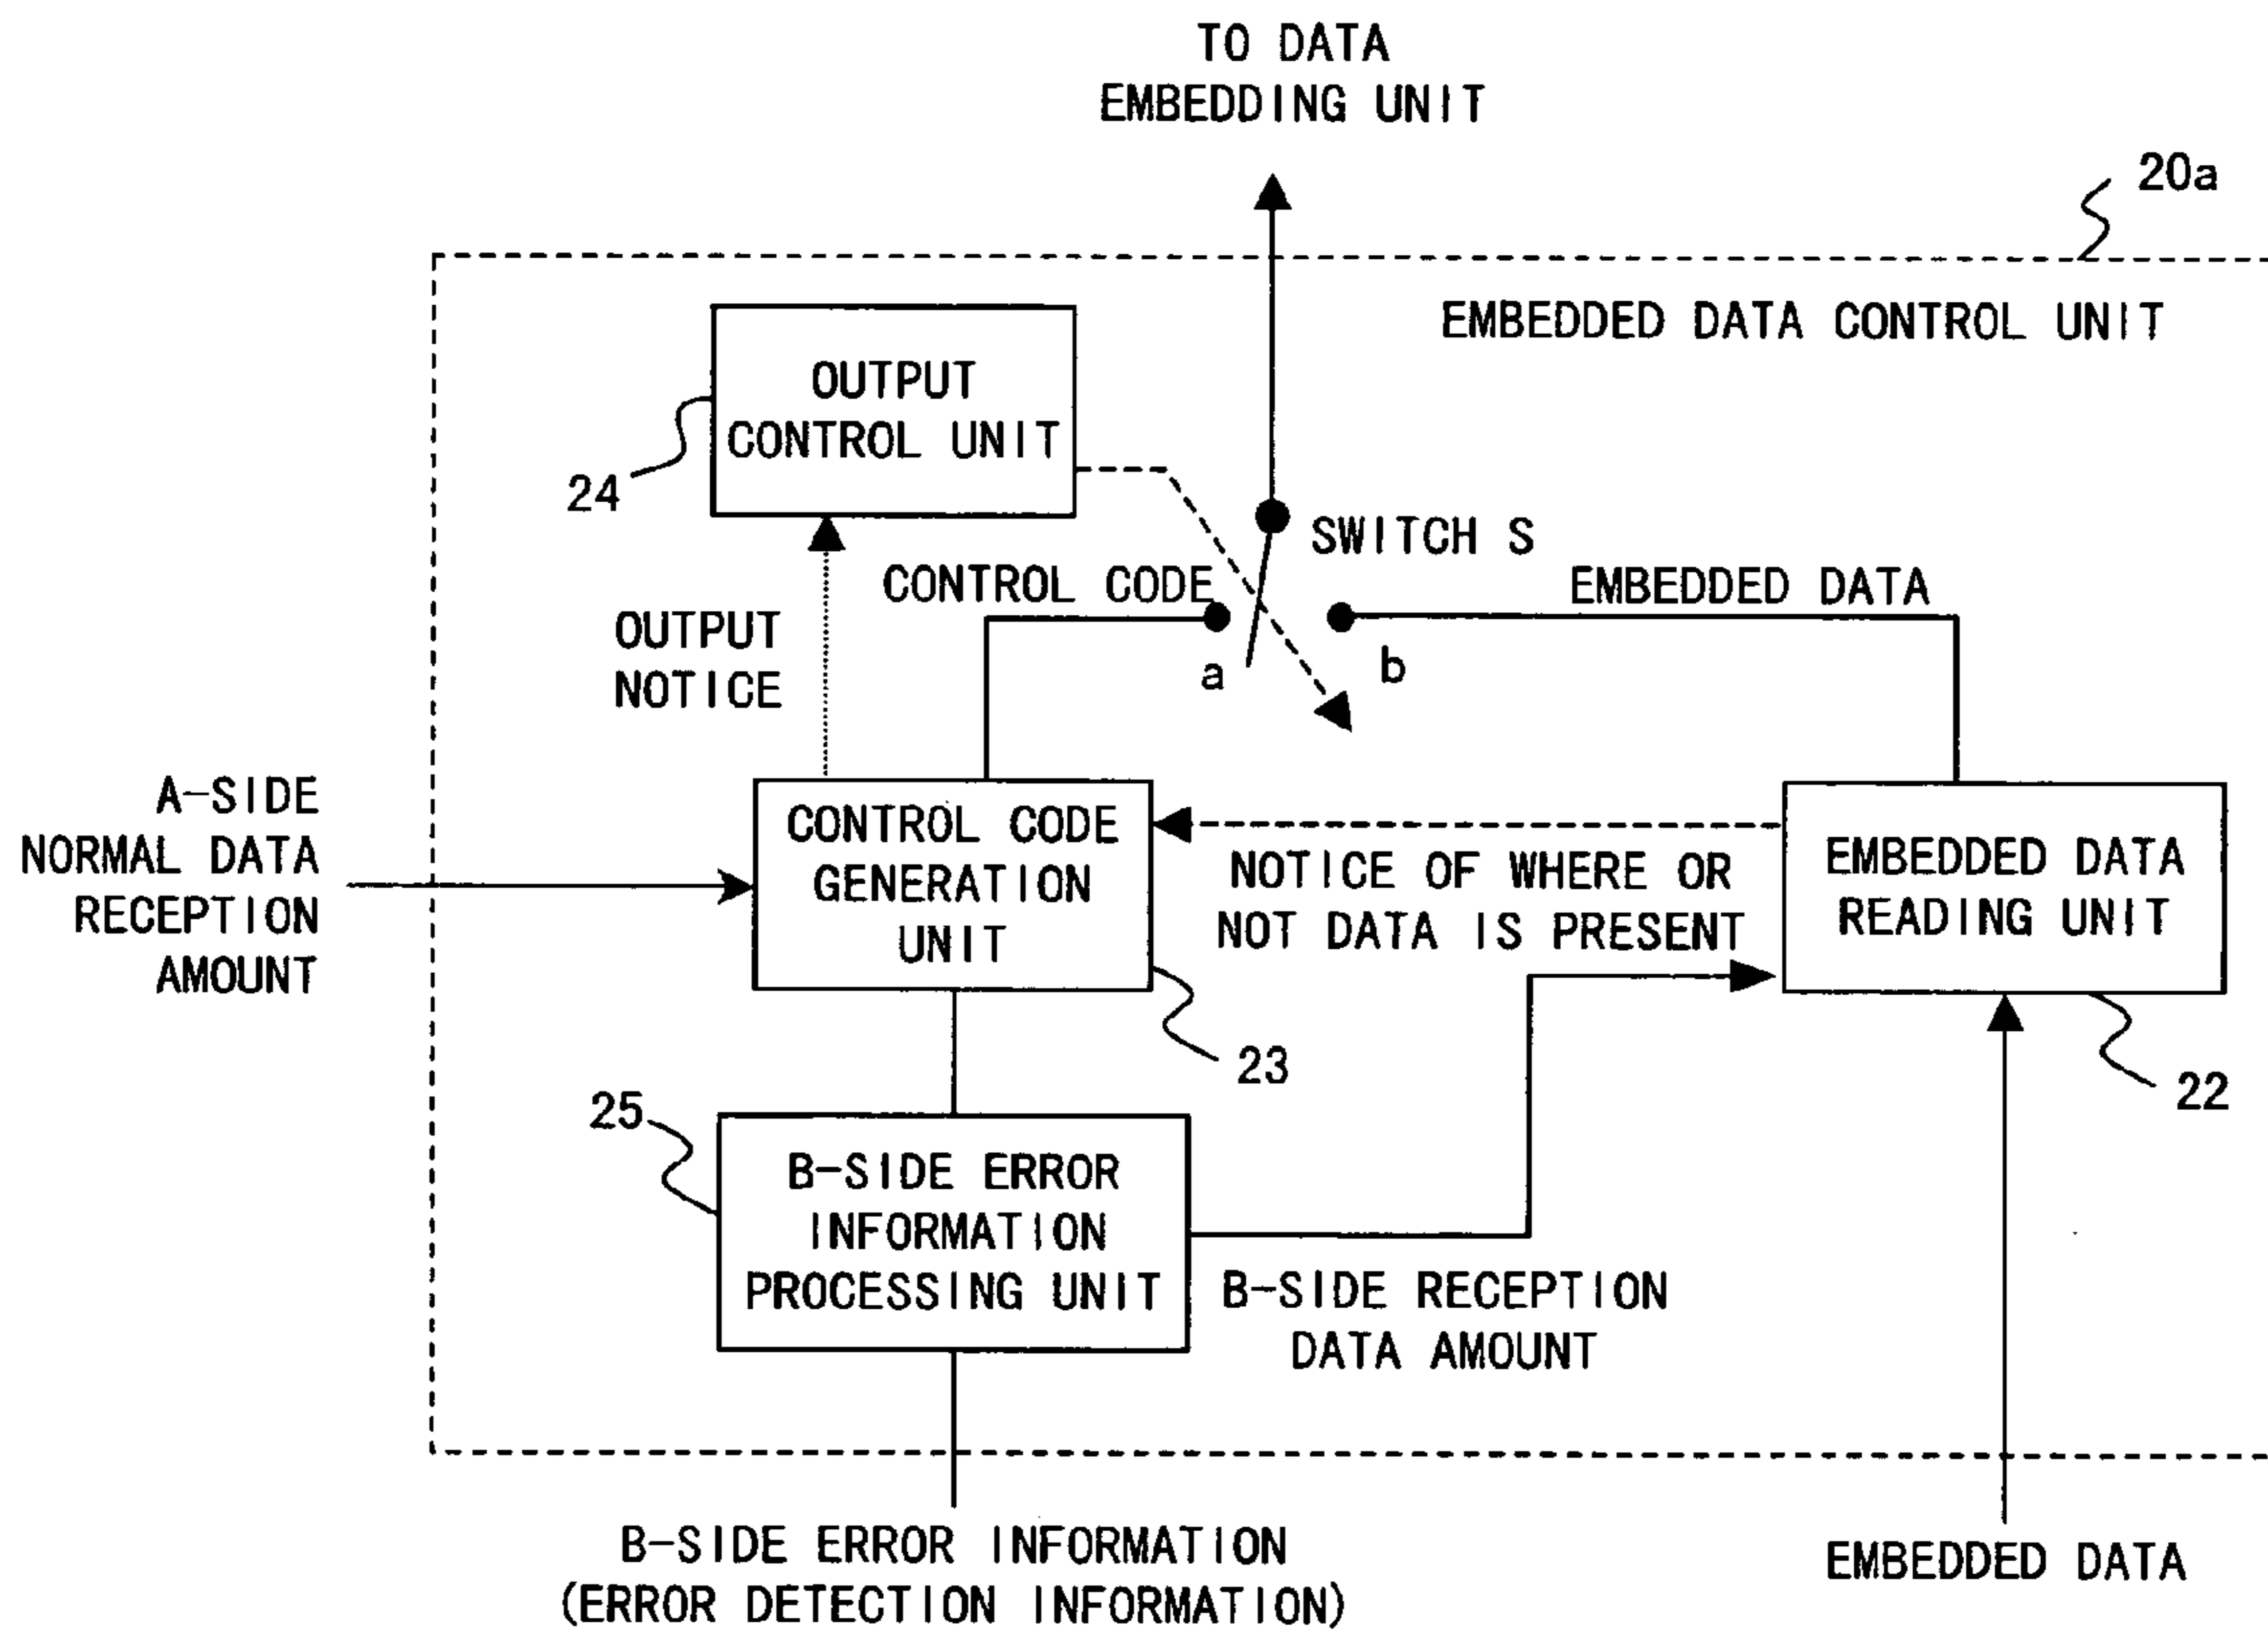 TO DATA
EMBEDDING UNIT
20a
EMBEDDED DATA CONTROL UNIT
OUTPUT
CONTROL UNIT
24
SWITCH S
CONTROL CODE
EMBEDDED DATA
OUTPUT
NOTICE
a
b
A-SIDE
NORMAL DATA
RECEPTION
AMOUNT
CONTROL CODE
GENERATION
UNIT
NOTICE OF WHERE OR
NOT DATA IS PRESENT
EMBEDDED DATA
READING UNIT
23
22
25
B-SIDE ERROR
INFORMATION
PROCESSING UNIT
B-SIDE RECEPTION
DATA AMOUNT
B-SIDE ERROR INFORMATION
(ERROR DETECTION INFORMATION)
EMBEDDED DATA